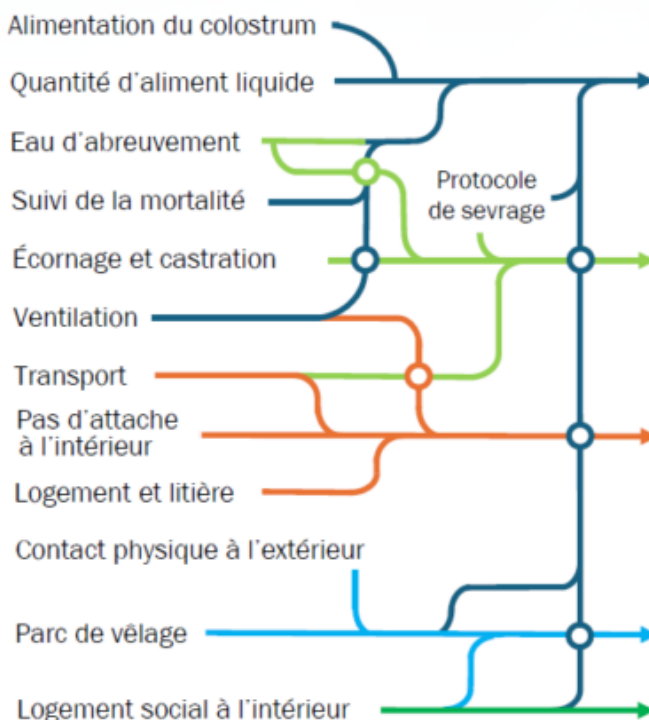 Alimentation du colostrum
Quantité d'aliment liquide
Eau d'abreuvement
Suivi de la mortalité
Protocole
de sevrage
Écornage et castration
Ventilation
Transport
Pas d'attache
à l'intérieur
Logement et litière
Contact physique à l'extérieur
Parc de vêlage
Logement social à l'intérieur